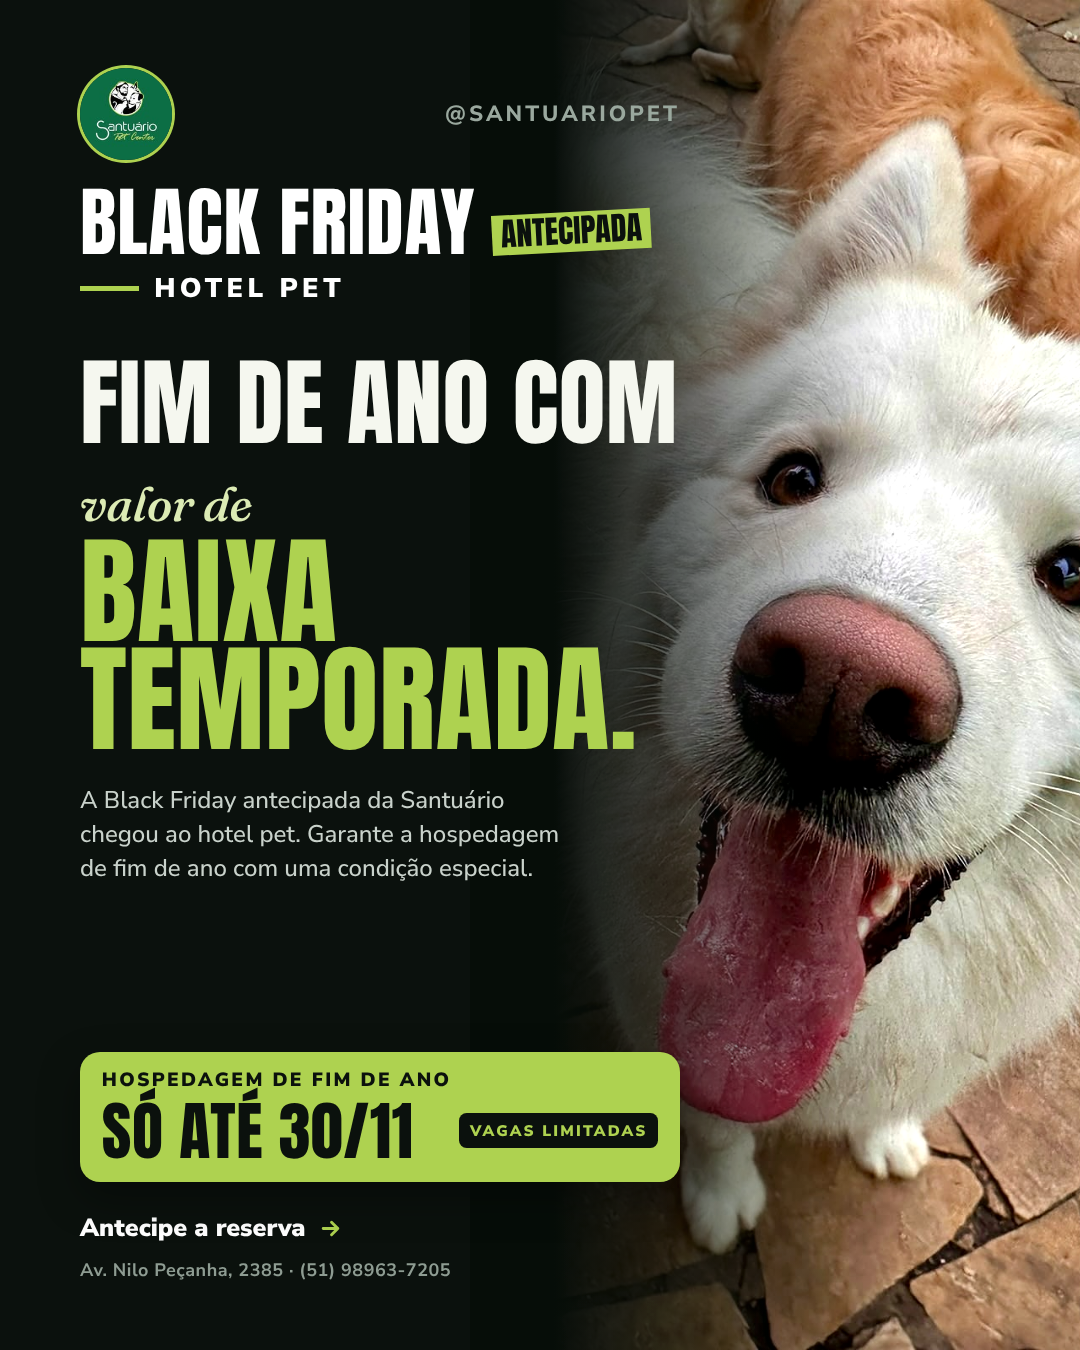 Santuário
Pet Center
@SANTUARIOPET
BLACK FRIDAY ANTECIPADA
HOTEL PET
FIM DE ANO COM
valor de
BAIXA
TEMPORADA.
A Black Friday antecipada da Santuário
chegou ao hotel pet. Garante a hospedagem
de fim de ano com uma condição especial.
HOSPEDAGEM DE FIM DE ANO
SÓ ATÉ 30/11 VAGAS LIMITADAS
Antecipe a reserva →
Av. Nilo Peçanha, 2385 · (51) 98963-7205